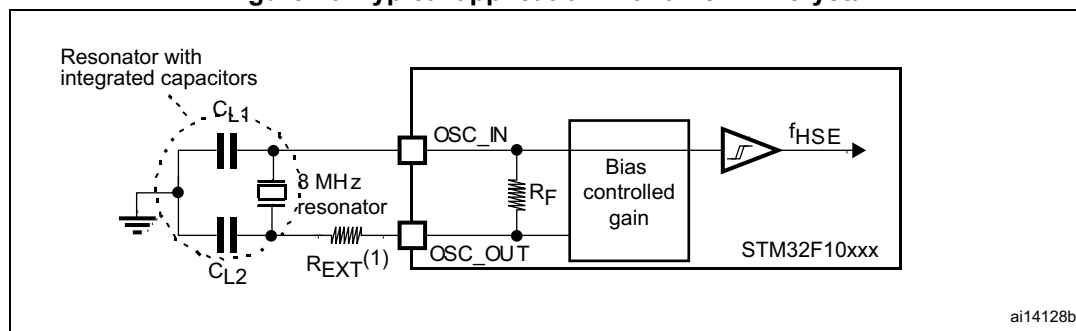 Resonator with
integrated capacitors
CL1
OSC_IN
fHSE
8 MHz
resonator
RF
Bias
controlled
gain
REXT(1)
OSC_OUT
STM32F10xxx
CL2
ai14128b